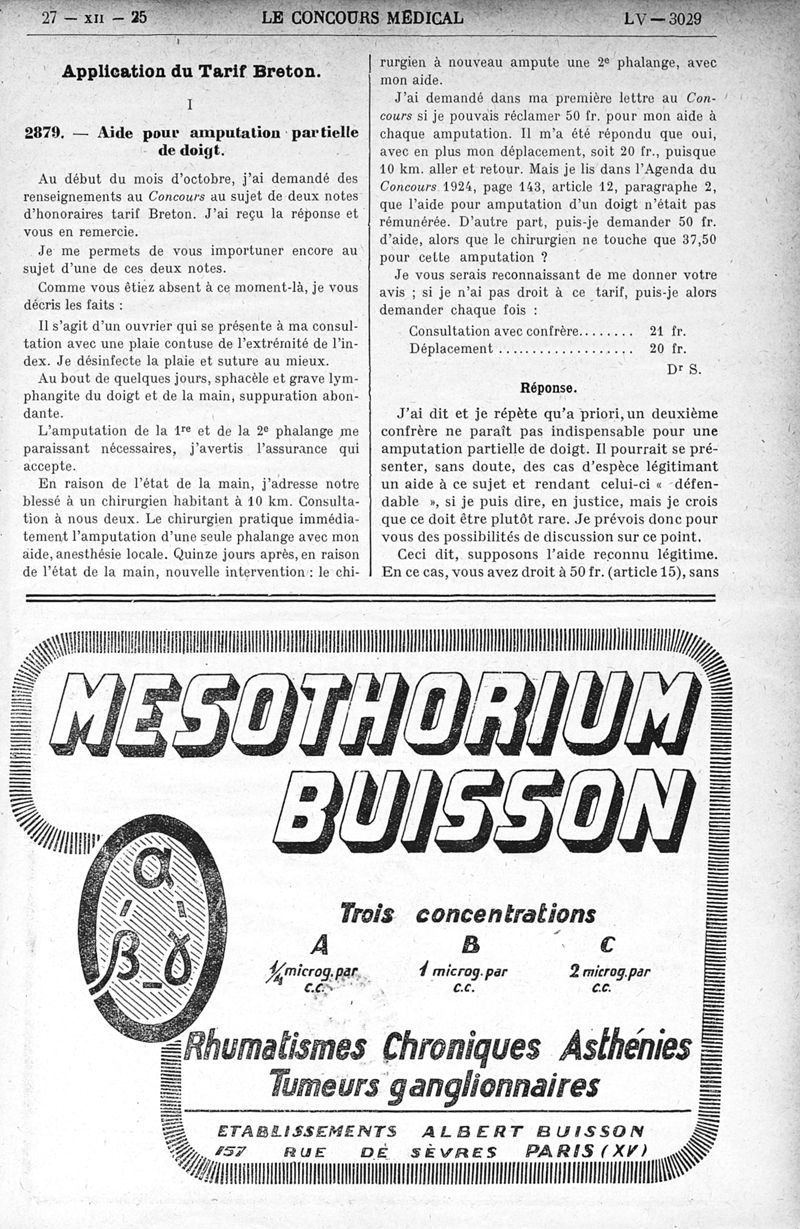 27 — XII — 25
LE CONCOURS MÉDICAL
LV — 3029
Application du Tarif Breton.
I
2879. — Aide pour amputation partielle
de doigt.
Au début du mois d'octobre, j'ai demandé des
renseignements au Concours au sujet de deux notes
d'honoraires tarif Breton. J'ai reçu la réponse et
vous en remercie.
Je me permets de vous importuner encore au
sujet d'une de ces deux notes.
Comme vous êtiez absent à ce moment-là, je vous
décris les faits :
Il s'agit d'un ouvrier qui se présente à ma consul-
tation avec une plaie contuse de l'extrémité de l'in-
dex. Je désinfecte la plaie et suture au mieux.
Au bout de quelques jours, sphacèle et grave lym-
phangite du doigt et de la main, suppuration abon-
dante.
L'amputation de la 1re et de la 2e phalange me
paraissant nécessaires, j'avertis l'assurance qui
accepte.
En raison de l'état de la main, j'adresse notre
blessé à un chirurgien habitant à 10 km. Consulta-
tion à nous deux. Le chirurgien pratique immédia-
tement l'amputation d'une seule phalange avec mon
aide, anesthésie locale. Quinze jours après, en raison
de l'état de la main, nouvelle intervention : le chi-
rurgien à nouveau ampute une 2e phalange, avec
mon aide.
J'ai demandé dans ma première lettre au Con-
cours si je pouvais réclamer 50 fr. pour mon aide à
chaque amputation. Il m'a été répondu que oui,
avec en plus mon déplacement, soit 20 fr., puisque
10 km. aller et retour. Mais je lis dans l'Agenda du
Concours 1924, page 143, article 12, paragraphe 2,
que l'aide pour amputation d'un doigt n'était pas
rémunérée. D'autre part, puis-je demander 50 fr.
d'aide, alors que le chirurgien ne touche que 37,50
pour cette amputation ?
Je vous serais reconnaissant de me donner votre
avis ; si je n'ai pas droit à ce tarif, puis-je alors
demander chaque fois :
Consultation avec confrère........ 21 fr.
Déplacement .................... 20 fr.
Dr S.
Réponse.
J'ai dit et je répète qu'a priori, un deuxième
confrère ne paraît pas indispensable pour une
amputation partielle de doigt. Il pourrait se pré-
senter, sans doute, des cas d'espèce légitimant
un aide à ce sujet et rendant celui-ci « défen-
dable », si je puis dire, en justice, mais je crois
que ce doit être plutôt rare. Je prévois donc pour
vous des possibilités de discussion sur ce point.
Ceci dit, supposons l'aide reconnu légitime.
En ce cas, vous avez droit à 50 fr. (article 15), sans
MESOTHORIUM
BUISSON
α
β - γ
Trois concentrations
A B C
1/4 microg. par 1 microg. par 2 microg. par
c.c. c.c. c.c.
Rhumatismes Chroniques Asthénies
Tumeurs ganglionnaires
ETABLISSEMENTS ALBERT BUISSON
157 RUE DE SÈVRES PARIS (XV)